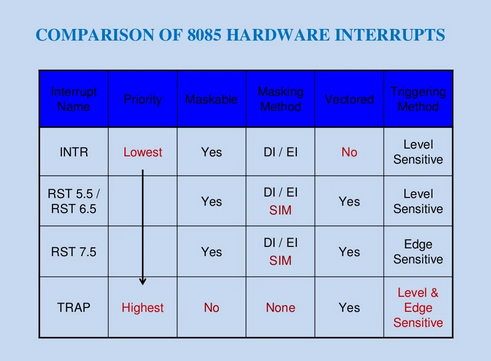 COMPARISON OF 8085 HARDWARE INTERRUPTS
Interrupt Name Priority Maskable Masking Method Vectored Triggering Method
INTR Lowest Yes DI / EI No Level Sensitive
RST 5.5 / RST 6.5 Yes DI / EI SIM Yes Level Sensitive
RST 7.5 Yes DI / EI SIM Yes Edge Sensitive
TRAP Highest No None Yes Level & Edge Sensitive